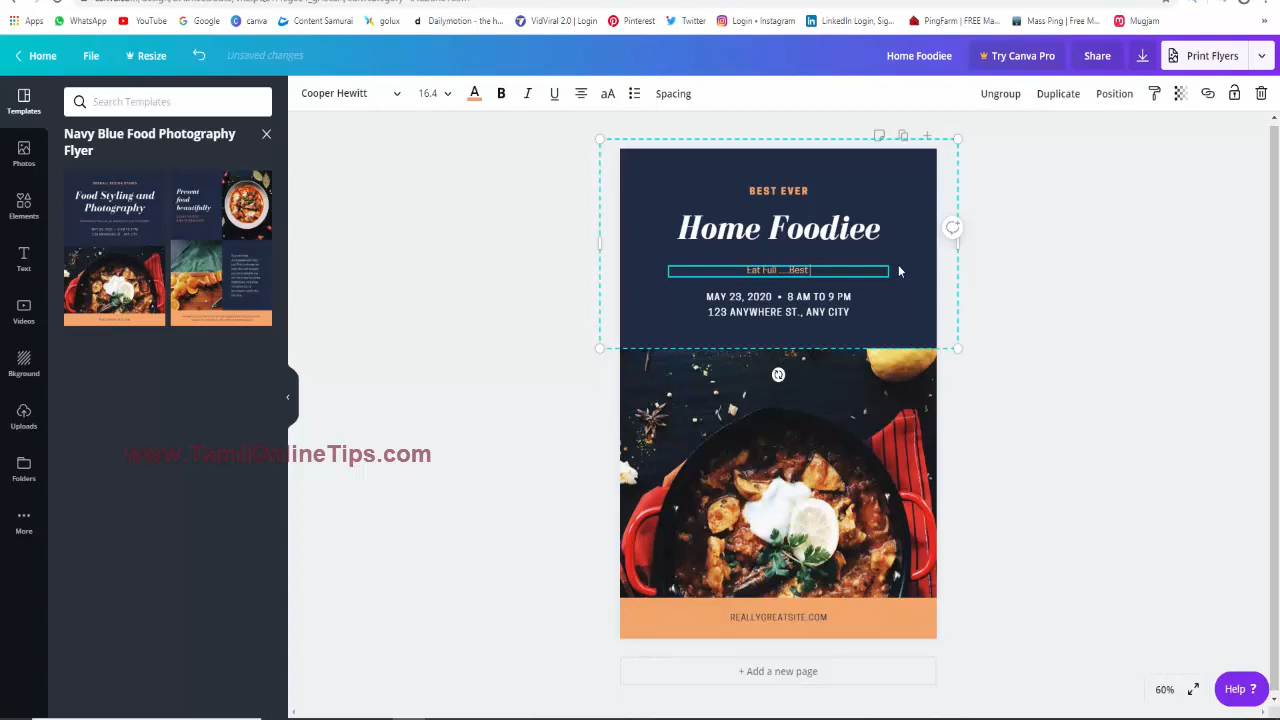 WhatsApp
YouTube
Google
canva
Content Samurai
golux
Dailymotion - the h...
VidViral 2.0 | Login
Pinterest
Twitter
Login • Instagram
LinkedIn Login, Sig...
PingFarm | FREE Ma...
Mass Ping | Free M...
Mugjam
»
Home
File
Resize
Unsaved changes
Home Foodiee
Try Canva Pro
Share
Print Flyers
Templates
Photos
Elements
Text
Videos
Bkground
Uploads
Folders
More
Search Templates
Navy Blue Food Photography
Flyer
Food Styling and
Photography
Present
food
beautifully
Cooper Hewitt
16.4
A
B
I
U
aA
Spacing
Ungroup
Duplicate
Position
BEST EVER
Home Foodiee
Eat Full ....Best
MAY 23, 2020 • 8 AM TO 9 PM
123 ANYWHERE ST., ANY CITY
REALLYGREATSITE.COM
+ Add a new page
www.TamilOnlineTips.com
60%
Help ?